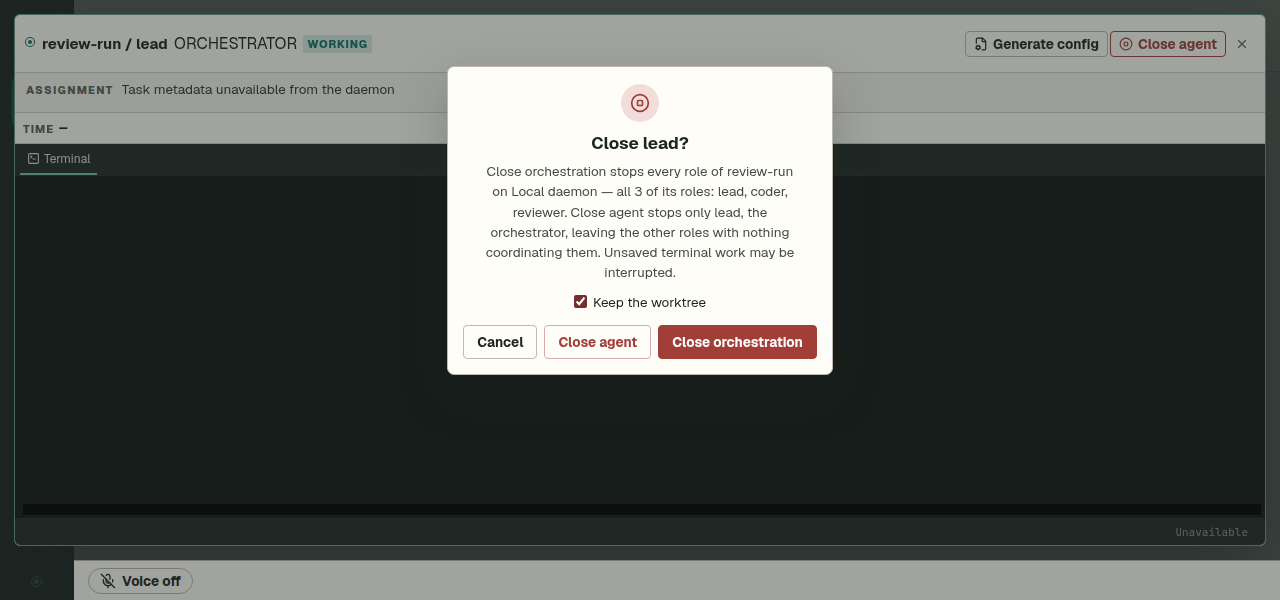 review-run / lead ORCHESTRATOR WORKING
Generate config
Close agent
ASSIGNMENT Task metadata unavailable from the daemon
TIME –
Terminal
Close lead?
Close orchestration stops every role of review-run
on Local daemon — all 3 of its roles: lead, coder,
reviewer. Close agent stops only lead, the
orchestrator, leaving the other roles with nothing
coordinating them. Unsaved terminal work may be
interrupted.
Keep the worktree
Cancel
Close agent
Close orchestration
Unavailable
Voice off